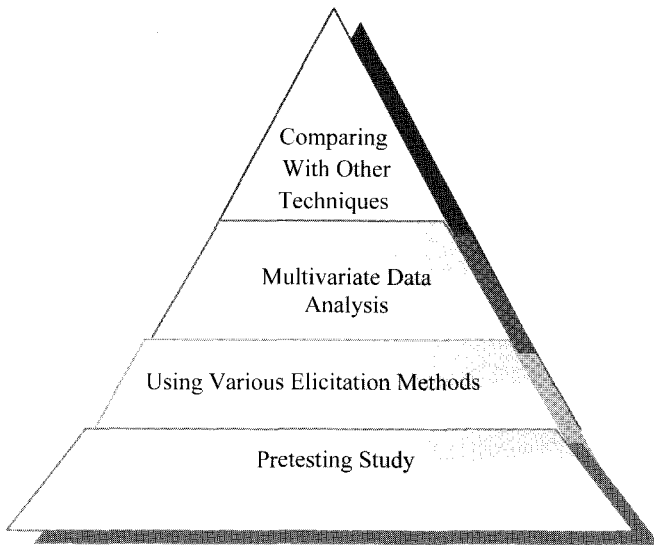 Comparing
With Other
Techniques
Multivariate Data
Analysis
Using Various Elicitation Methods
Pretesting Study